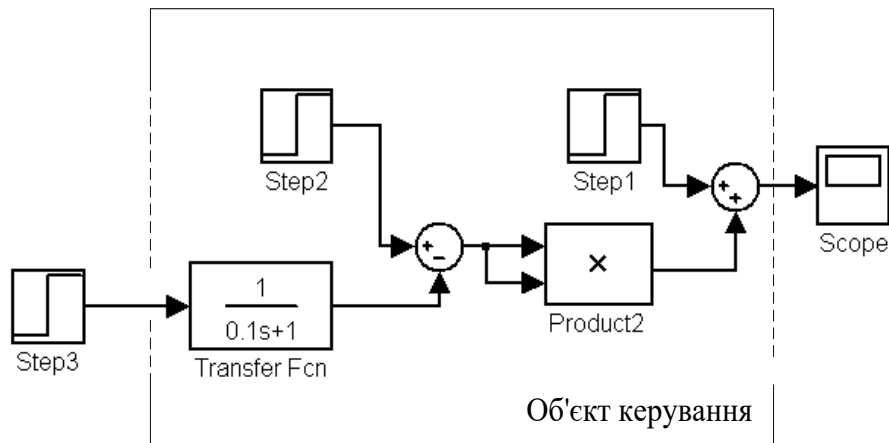 Step2
Step1
Scope
+
−
+
+
×
Product2
Step3
1
0.1s+1
Transfer Fcn
Об'єкт керування